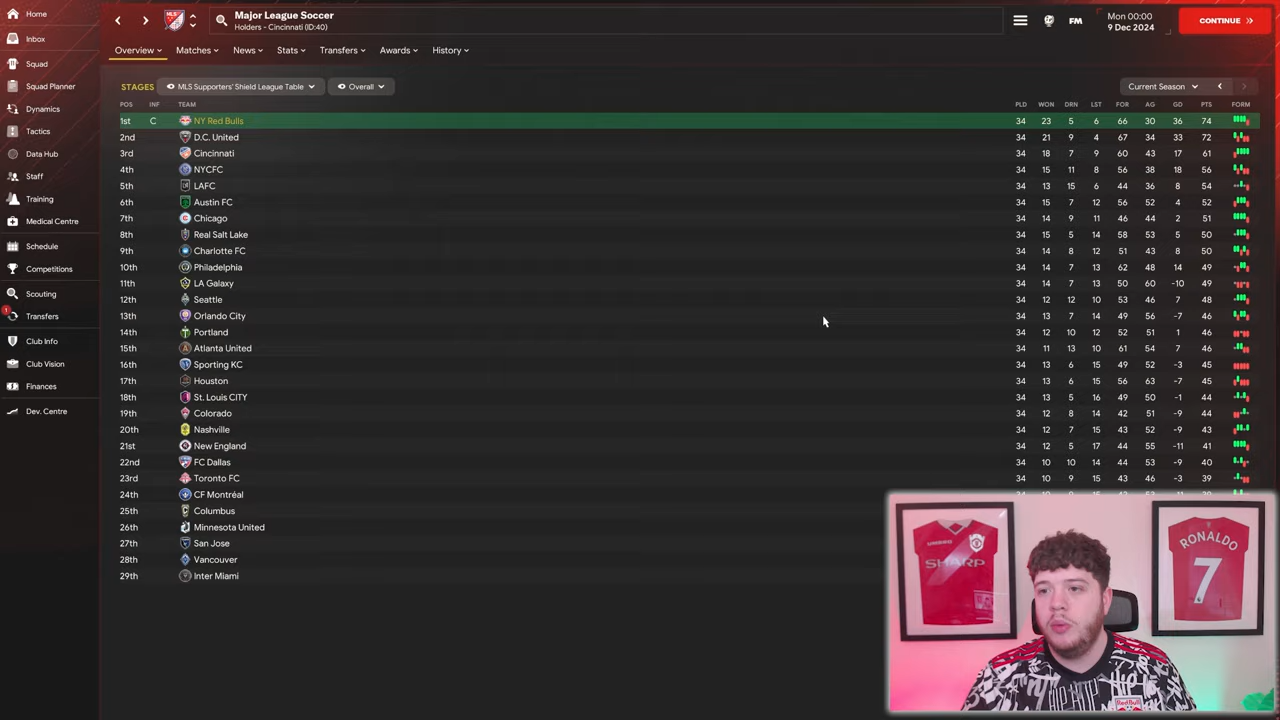 Home
Inbox
Squad
Squad Planner
Dynamics
Tactics
Data Hub
Staff
Training
Medical Centre
Schedule
Competitions
Scouting
1
Transfers
Club Info
Club Vision
Finances
Dev. Centre
Major League Soccer
Holders - Cincinnati (ID:40)
FM
Mon 00:00
9 Dec 2024
CONTINUE
Overview Matches News Stats Transfers Awards History
STAGES MLS Supporters' Shield League Table Overall Current Season
POS INF TEAM PLD WON DRN LST FOR AG GD PTS FORM
1st C NY Red Bulls 34 23 5 6 66 30 36 74
2nd D.C. United 34 21 9 4 67 34 33 72
3rd Cincinnati 34 18 7 9 60 43 17 61
4th NYCFC 34 15 11 8 56 38 18 56
5th LAFC 34 13 15 6 44 36 8 54
6th Austin FC 34 15 7 12 56 52 4 52
7th Chicago 34 14 9 11 46 44 2 51
8th Real Salt Lake 34 15 5 14 58 53 5 50
9th Charlotte FC 34 14 8 12 51 43 8 50
10th Philadelphia 34 14 7 13 62 48 14 49
11th LA Galaxy 34 14 7 13 50 60 -10 49
12th Seattle 34 12 12 10 53 46 7 48
13th Orlando City 34 13 7 14 49 56 -7 46
14th Portland 34 12 10 12 52 51 1 46
15th Atlanta United 34 11 13 10 61 54 7 46
16th Sporting KC 34 13 6 15 49 52 -3 45
17th Houston 34 13 6 15 56 63 -7 45
18th St. Louis CITY 34 13 5 16 49 50 -1 44
19th Colorado 34 12 8 14 42 51 -9 44
20th Nashville 34 12 7 15 43 52 -9 43
21st New England 34 12 5 17 44 55 -11 41
22nd FC Dallas 34 10 10 14 44 53 -9 40
23rd Toronto FC 34 10 9 15 43 46 -3 39
24th CF Montréal
25th Columbus
26th Minnesota United
27th San Jose
28th Vancouver
29th Inter Miami
UMBRO
SHARP
RONALDO
7
Red Bull